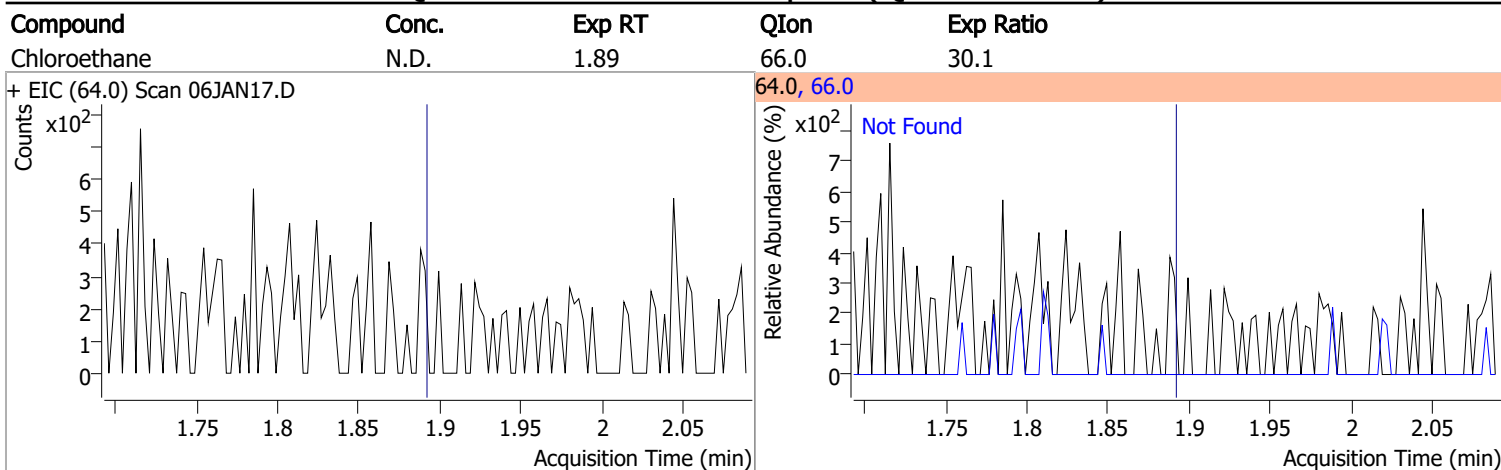 Compound Conc. Exp RT QIon Exp Ratio
Chloroethane N.D. 1.89 66.0 30.1
+ EIC (64.0) Scan 06JAN17.D
Counts
x10²
6
5
4
3
2
1
0
1.75 1.8 1.85 1.9 1.95 2 2.05
Acquisition Time (min)
64.0, 66.0
Relative Abundance (%)
x10²
Not Found
7
6
5
4
3
2
1
0
1.75 1.8 1.85 1.9 1.95 2 2.05
Acquisition Time (min)